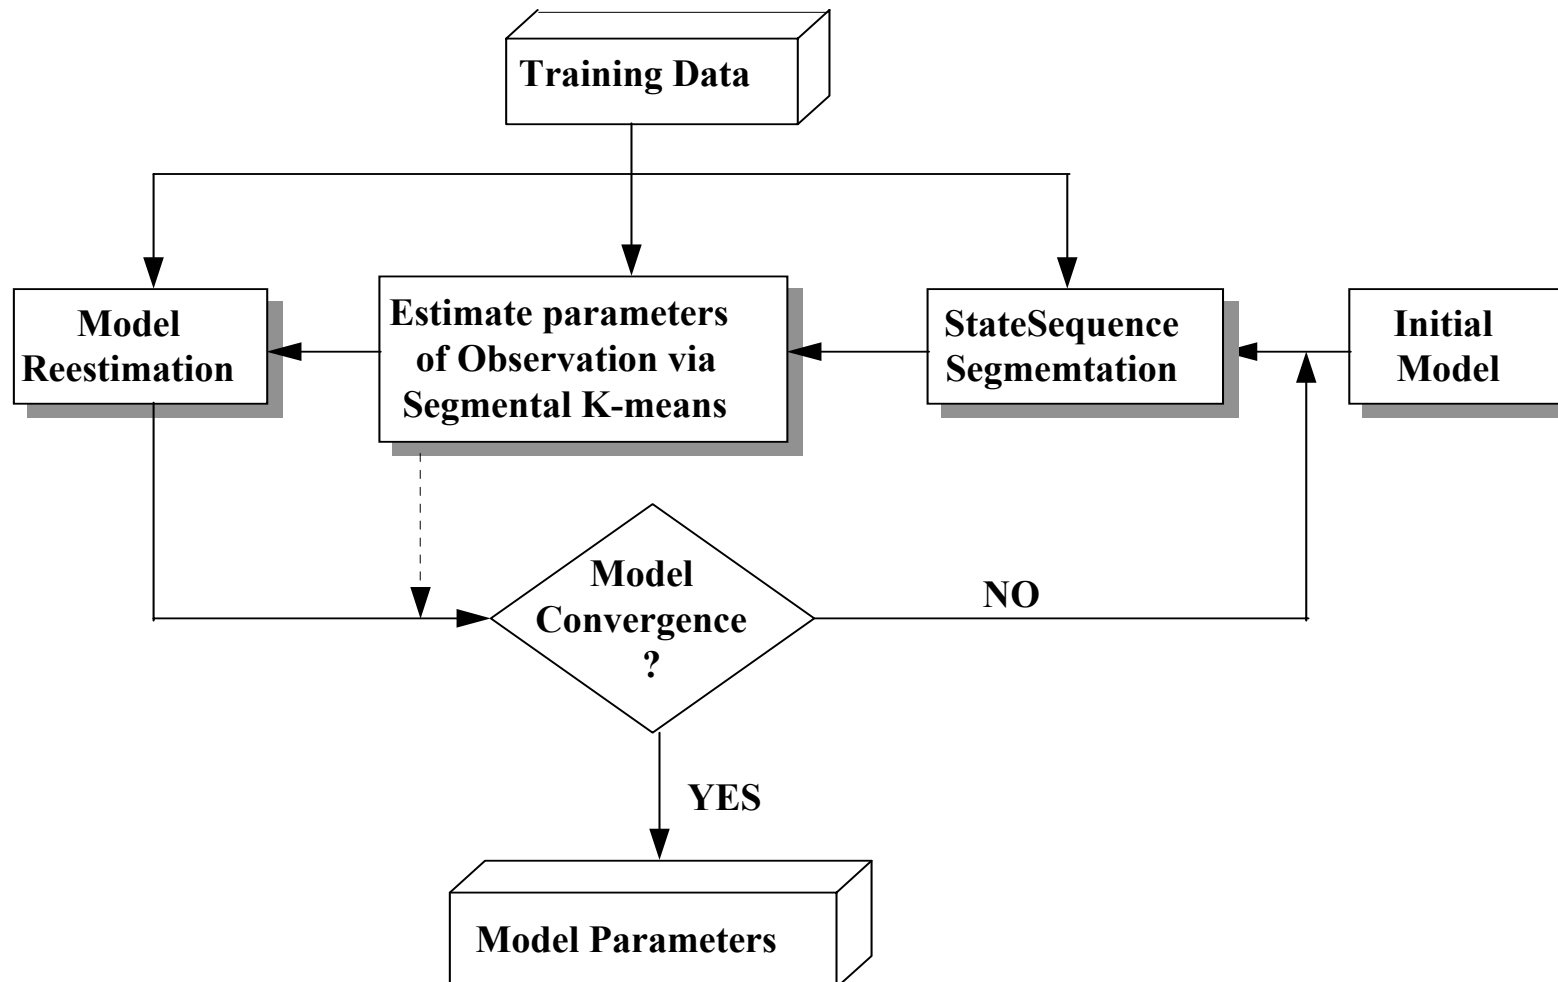 Training Data
Model
Reestimation
Estimate parameters
of Observation via
Segmental K-means
StateSequence
Segmemtation
Initial
Model
Model
Convergence
?
NO
YES
Model Parameters